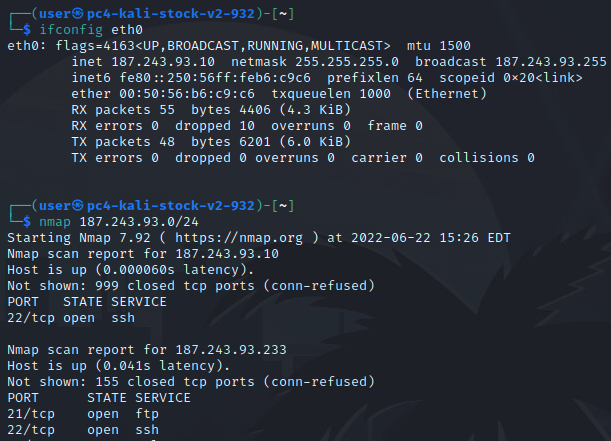 ┌──(user㉿pc4-kali-stock-v2-932)-[~]
└─$ ifconfig eth0
eth0: flags=4163<UP,BROADCAST,RUNNING,MULTICAST>  mtu 1500
        inet 187.243.93.10  netmask 255.255.255.0  broadcast 187.243.93.255
        inet6 fe80::250:56ff:feb6:c9c6  prefixlen 64  scopeid 0×20<link>
        ether 00:50:56:b6:c9:c6  txqueuelen 1000  (Ethernet)
        RX packets 55  bytes 4406 (4.3 KiB)
        RX errors 0  dropped 10  overruns 0  frame 0
        TX packets 48  bytes 6201 (6.0 KiB)
        TX errors 0  dropped 0 overruns 0  carrier 0  collisions 0
┌──(user㉿pc4-kali-stock-v2-932)-[~]
└─$ nmap 187.243.93.0/24
Starting Nmap 7.92 ( https://nmap.org ) at 2022-06-22 15:26 EDT
Nmap scan report for 187.243.93.10
Host is up (0.000060s latency).
Not shown: 999 closed tcp ports (conn-refused)
PORT   STATE SERVICE
22/tcp open  ssh
Nmap scan report for 187.243.93.233
Host is up (0.041s latency).
Not shown: 155 closed tcp ports (conn-refused)
PORT      STATE SERVICE
21/tcp    open  ftp
22/tcp    open  ssh